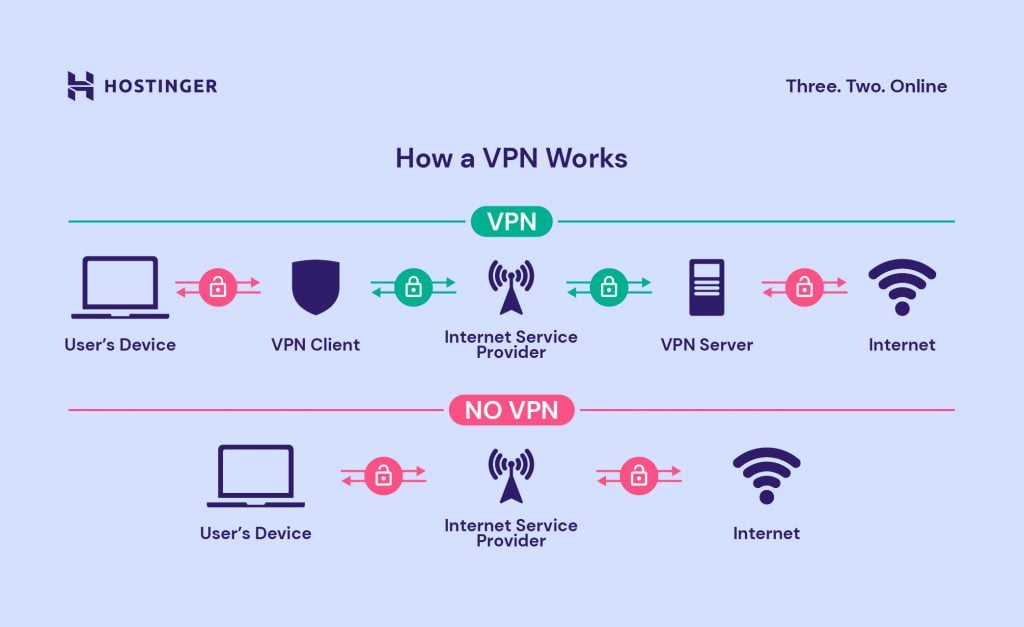 HOSTINGER
Three. Two. Online
How a VPN Works
VPN
User's Device
VPN Client
Internet Service
Provider
VPN Server
Internet
NO VPN
User's Device
Internet Service
Provider
Internet